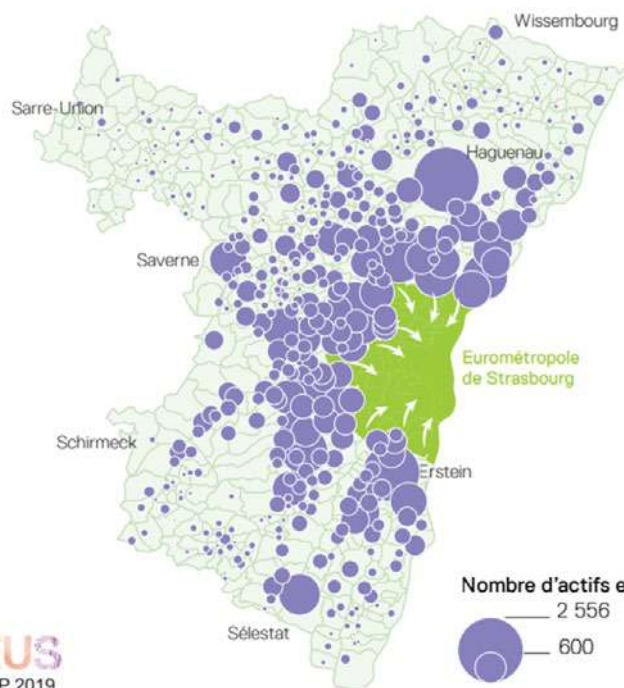 Wissembourg
Sarre-Union
Haguenau
Saverne
Eurométropole
de Strasbourg
Schirmeck
Erstein
Nombre d'actifs e
2 556
600
Sélestat
P 2019